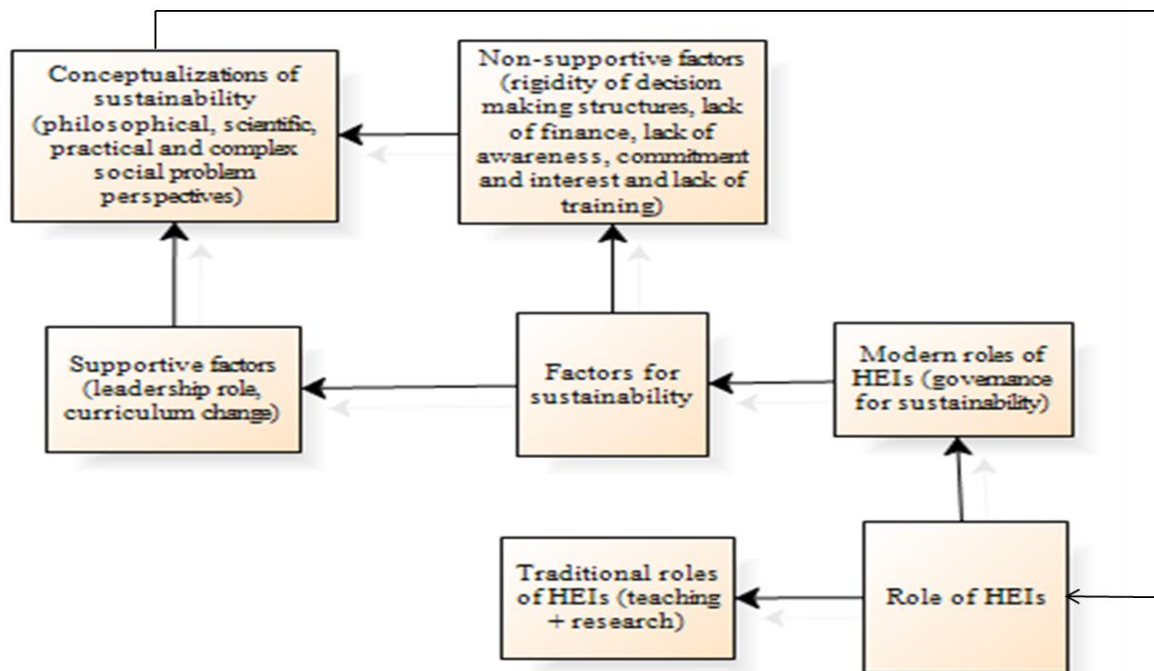 Conceptualizations of
sustainability
(philosophical, scientific,
practical and complex
social problem
perspectives)
Non-supportive factors
(rigidity of decision
making structures, lack
of finance, lack of
awareness, commitment
and interest and lack of
training)
Supportive factors
(leadership role,
curriculum change)
Factors for
sustainability
Modern roles of
HEIs (governance
for sustainability)
Traditional roles
of HEIs (teaching
+ research)
Role of HEIs